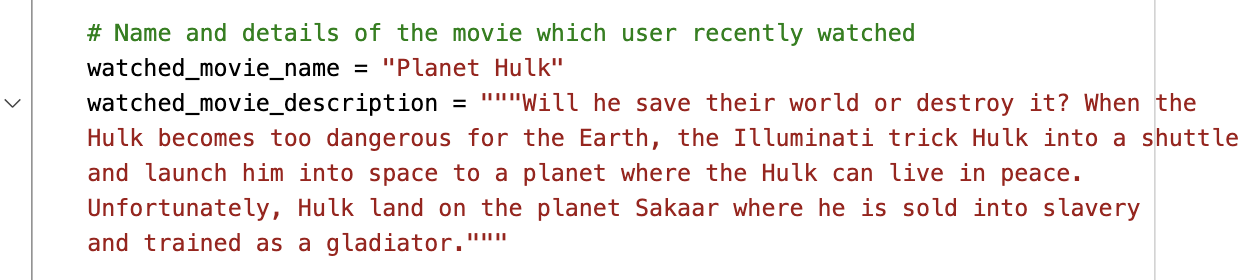 # Name and details of the movie which user recently watched
watched_movie_name = "Planet Hulk"
watched_movie_description = """Will he save their world or destroy it? When the
Hulk becomes too dangerous for the Earth, the Illuminati trick Hulk into a shuttle
and launch him into space to a planet where the Hulk can live in peace.
Unfortunately, Hulk land on the planet Sakaar where he is sold into slavery
and trained as a gladiator."""